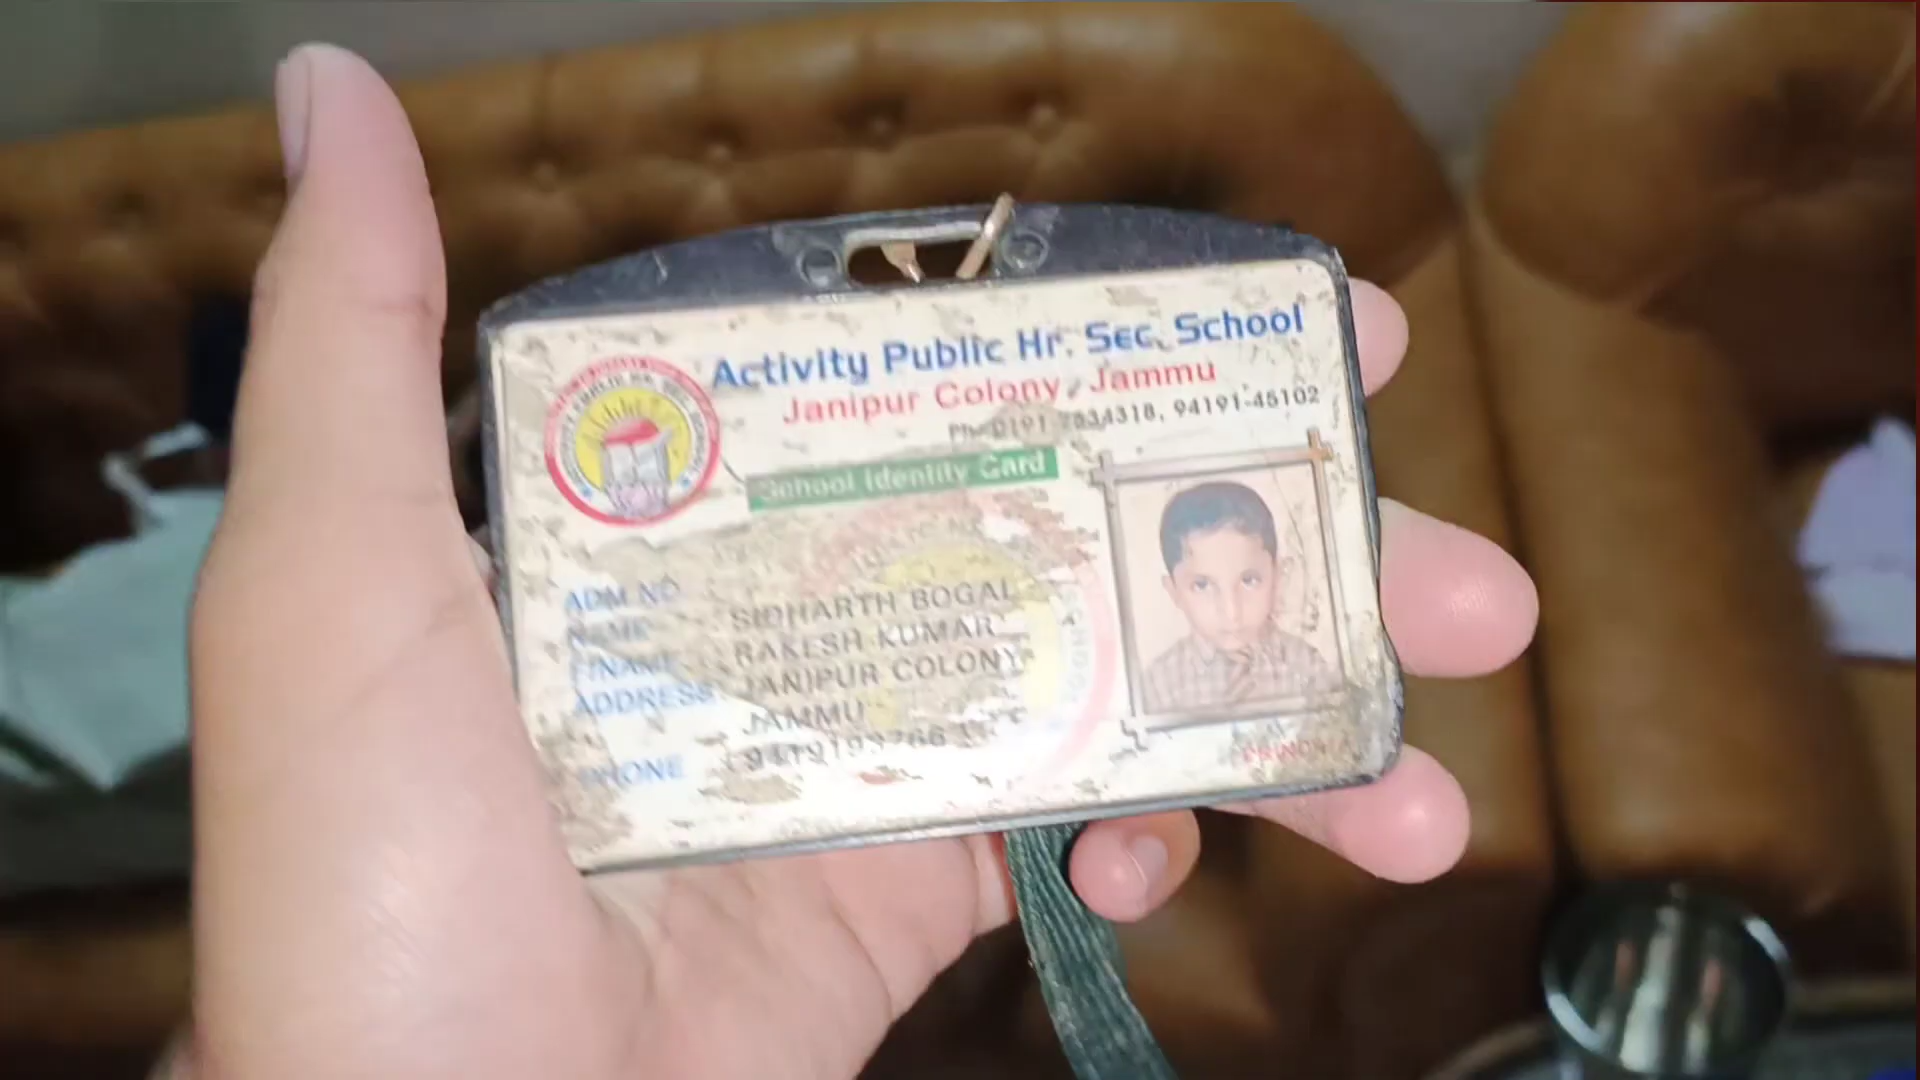 Activity Public Hr. Sec. School
Janipur Colony, Jammu
94191-45102
School Identity Card
ADM NO
NAME SIDHARTH BOGAL
F/NAME RAKESH KUMAR
ADDRESS JANIPUR COLONY
JAMMU
PHONE